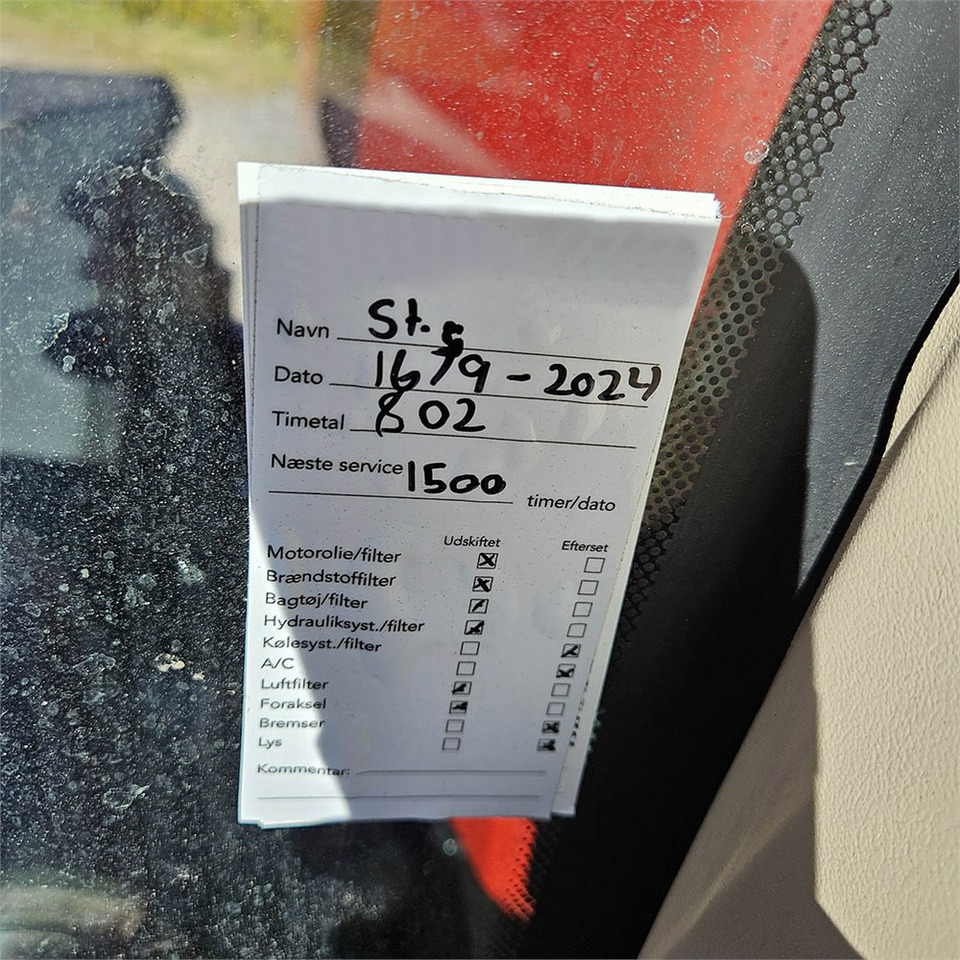 Navn St.
Dato 16/9-2024
Timetal 802
Næste service 1500
timer/dato
Udskiftet Efterset
Motorolie/filter
Brændstoffilter
Bagtøj/filter
Hydrauliksyst./filter
Kølesyst./filter
A/C
Luftfilter
Foraksel
Bremser
Lys
Kommentar: